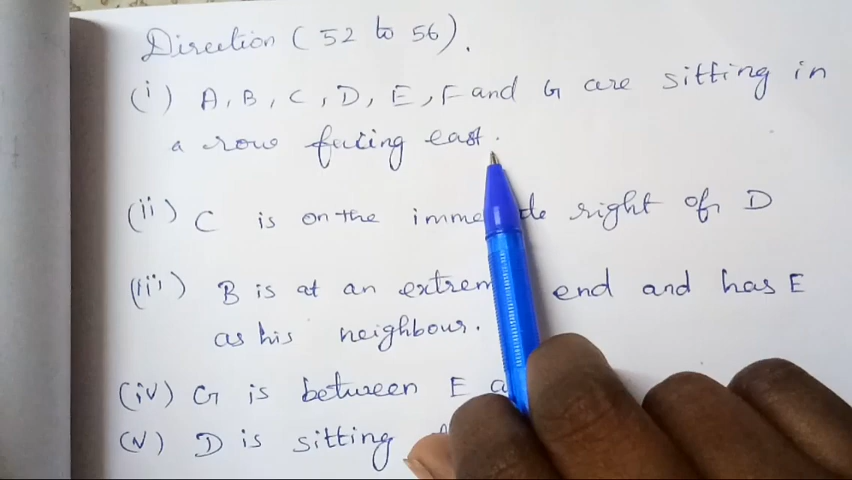 Direction (52 to 56).
(i) A, B, C, D, E, F and G are sitting in
a row facing east.
(ii) C is on the imme de right of D
(iii) B is at an extrem end and has E
as his neighbour.
(iv) G is between E a
(v) D is sitting